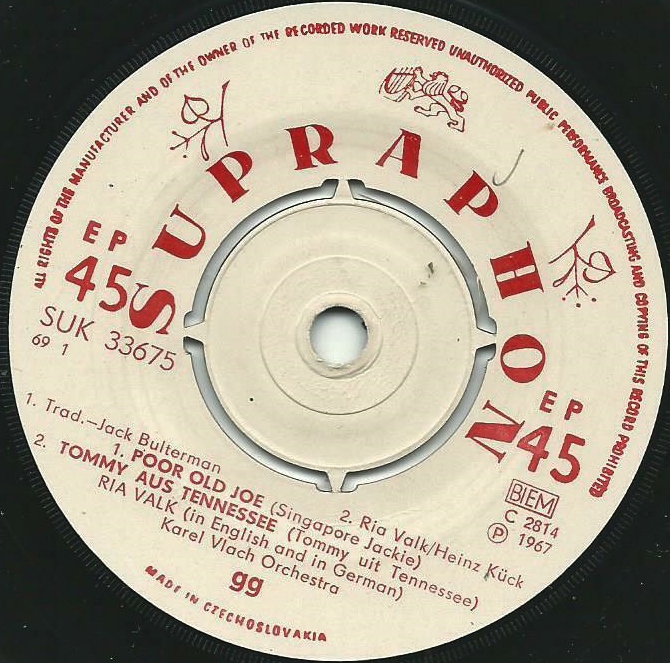 ALL RIGHTS OF THE MANUFACTURER AND OF THE OWNER OF THE RECORDED WORK RESERVED UNAUTHORIZED PUBLIC PERFORMANCE BROADCASTING AND COPYING OF THIS RECORD PROHIBITED
SUPRAPHON
EP
45
SUK 33675
69 1
EP
45
BIEM
C 2814
℗ 1967
1. Trad.–Jack Bulterman
2. Ria Valk/Heinz Kück
1. POOR OLD JOE (Singapore Jackie)
2. TOMMY AUS TENNESSEE (Tommy uit Tennessee)
RIA VALK (in English and in German)
Karel Vlach Orchestra
gg
MADE IN CZECHOSLOVAKIA